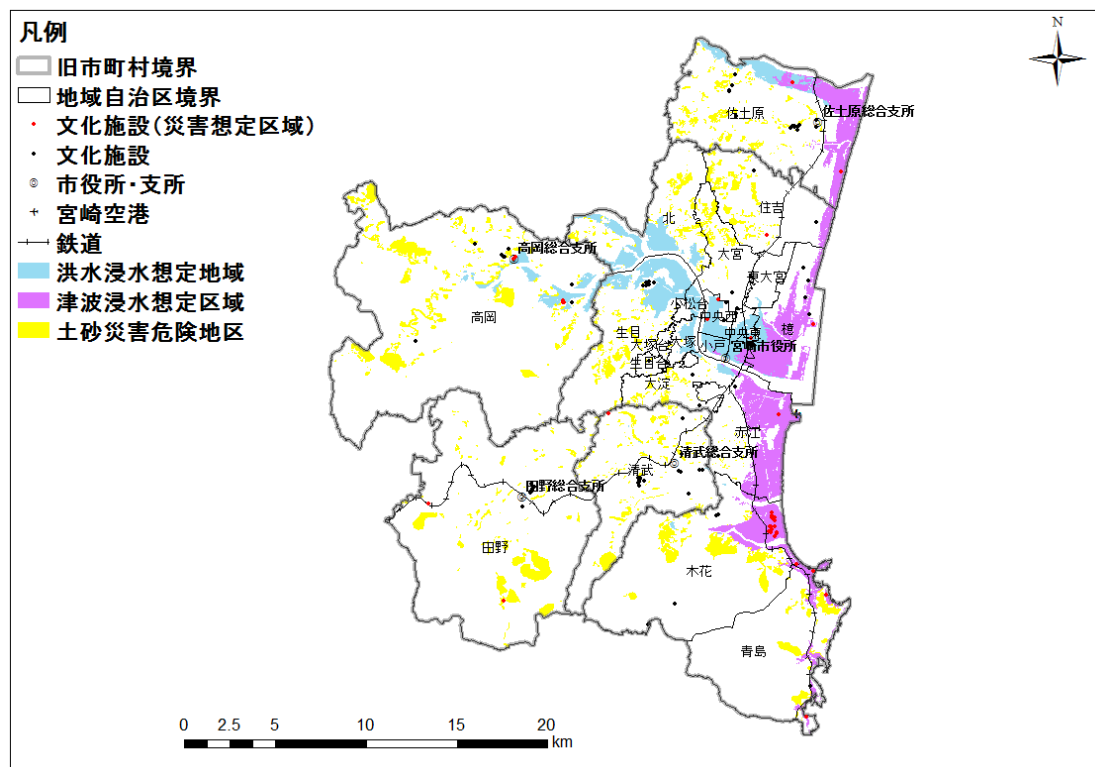 凡例
旧市町村境界
地域自治区境界
文化施設(災害想定区域)
文化施設
市役所・支所
宮崎空港
鉄道
洪水浸水想定地域
津波浸水想定区域
土砂災害危険地区
N
佐土原
佐土原総合支所
住吉
北
大宮
高岡総合支所
東大宮
小松台
中央西
高岡
生目
中央東
檍
大塚台
大塚
小戸
宮崎市役所
生目台
大淀
赤江
清武総合支所
清武
田野総合支所
田野
木花
青島
0 2.5 5 10 15 20
km